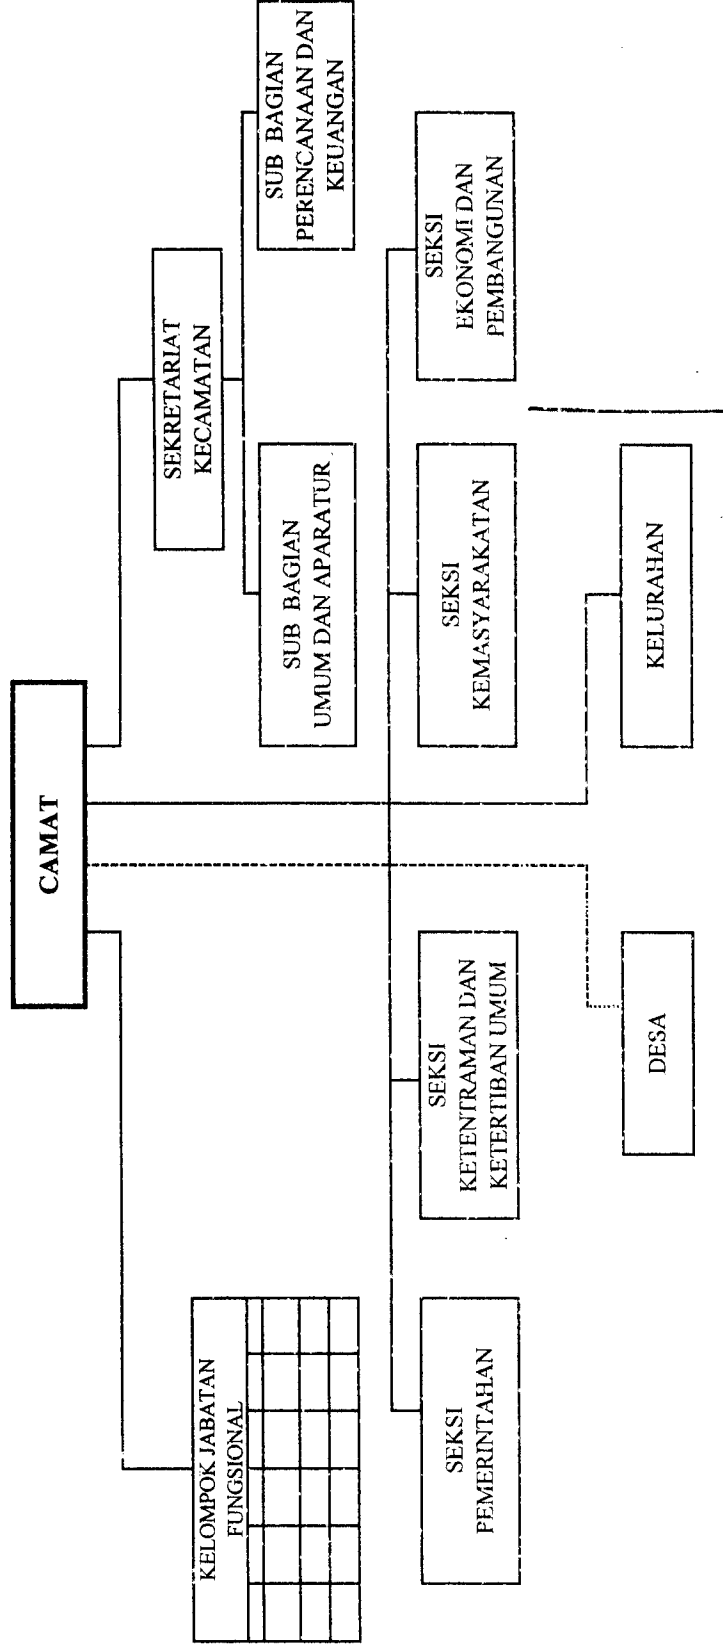 CAMAT
SEKRETARIAT
KECAMATAN
KELOMPOK JABATAN
FUNGSIONAL
SUB BAGIAN
UMUM DAN APARATUR
SUB BAGIAN
PERENCANAAN DAN
KEUANGAN
SEKSI
PEMERINTAHAN
SEKSI
KETENTRAMAN DAN
KETERTIBAN UMUM
SEKSI
KEMASYARAKATAN
SEKSI
EKONOMI DAN
PEMBANGUNAN
DESA
KELURAHAN